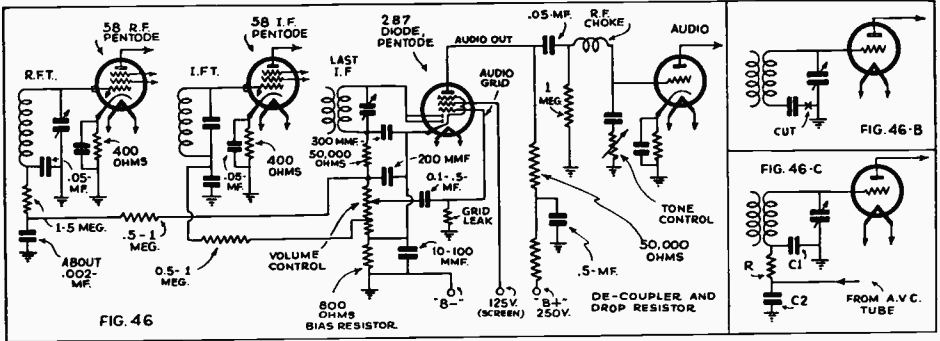 58 R.F.
PENTODE
R.F.T.
.05-
MF.
400
OHMS
1-5 MEG.
ABOUT
.002-
MF.
.5-1
MEG.
58 I.F.
PENTODE
I.F.T.
.05-
MF.
400
OHMS
0.5-1
MEG.
FIG. 46
2B7
DIODE,
PENTODE
LAST
I.F
AUDIO OUT
AUDIO
GRID
300 MMF.
50,000
OHMS
200 MMF
0.1-.5-
MF.
GRID
LEAK
VOLUME
CONTROL
10-100
MMF.
800
OHMS
BIAS RESISTOR
"B-"
125V.
(SCREEN)
"B+"
250V.
.05-MF.
R.F.
CHOKE
AUDIO
1
MEG.
TONE
CONTROL
50,000
OHMS
.5-MF.
DE-COUPLER AND
DROP RESISTOR
CUT
FIG. 46-B
FIG. 46-C
R
C1
C2
FROM A.V.C.
TUBE